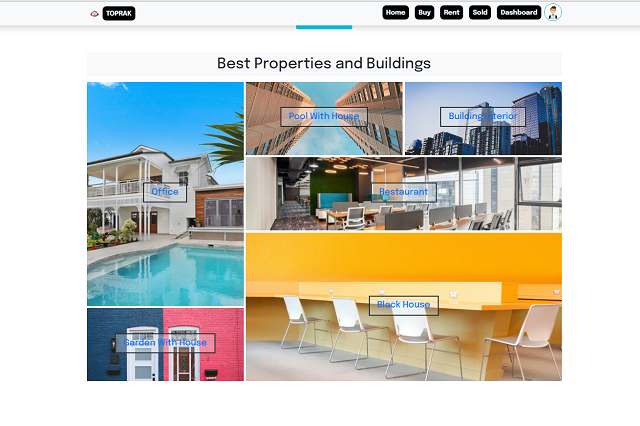 TOPRAK
Home
Buy
Rent
Sold
Dashboard
Best Properties and Buildings
Pool With House
Building Interior
Office
Restaurant
Black House
Garden With House